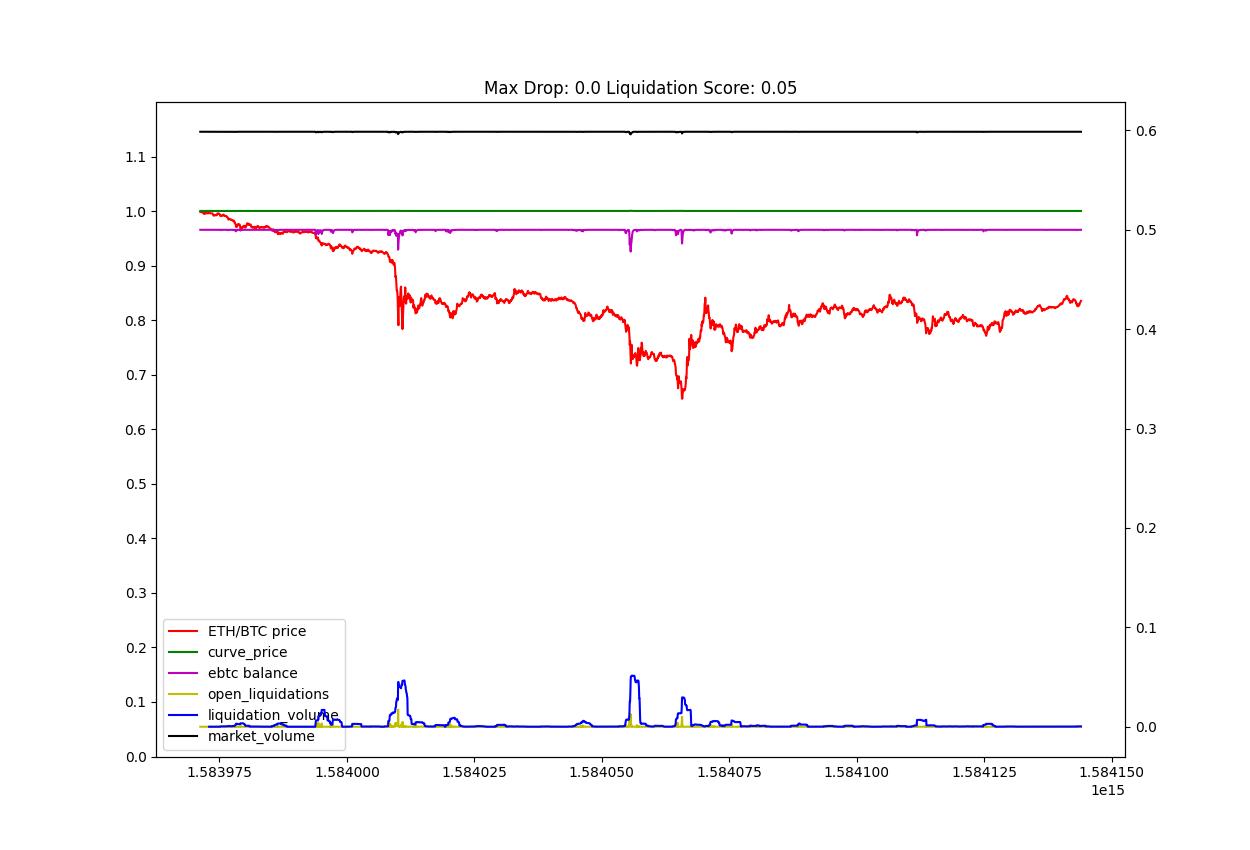 Max Drop: 0.0 Liquidation Score: 0.05
1.1
1.0
0.9
0.8
0.7
0.6
0.5
0.4
0.3
0.2
0.1
0.0
0.6
0.5
0.4
0.3
0.2
0.1
0.0
ETH/BTC price
curve_price
ebtc balance
open_liquidations
liquidation_volume
market_volume
1.583975 1.584000 1.584025 1.584050 1.584075 1.584100 1.584125 1.584150
1e15